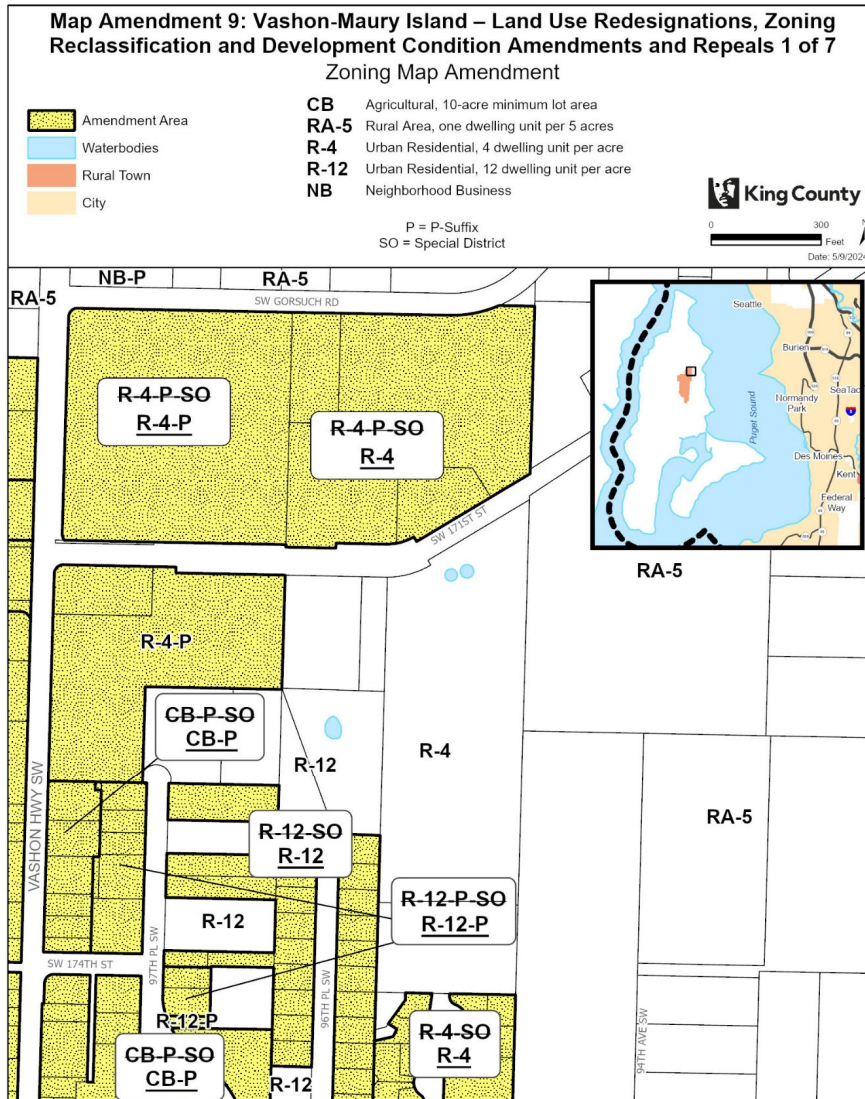 Map Amendment 9: Vashon-Maury Island – Land Use Redesignations, Zoning
Reclassification and Development Condition Amendments and Repeals 1 of 7
Zoning Map Amendment
Amendment Area
Waterbodies
Rural Town
City
CB Agricultural, 10-acre minimum lot area
RA-5 Rural Area, one dwelling unit per 5 acres
R-4 Urban Residential, 4 dwelling unit per acre
R-12 Urban Residential, 12 dwelling unit per acre
NB Neighborhood Business
P = P-Suffix
SO = Special District
King County
0 300
Feet
N
Date: 5/9/2024
NB-P
RA-5
RA-5
SW GORSUCH RD
R-4-P-SO
R-4-P
R-4-P-SO
R-4
SW 171ST ST
Seattle
Burien
SeaTac
Normandy
Park
Puget Sound
Des Moines
Kent
Federal
Way
RA-5
R-4-P
CB-P-SO
CB-P
R-12
R-4
VASHON HWY SW
RA-5
R-12-SO
R-12
R-12-P-SO
R-12-P
R-12
SW 174TH ST
97TH PL SW
96TH PL SW
94TH AVE SW
R-12-P
R-4-SO
R-4
CB-P-SO
CB-P
R-12